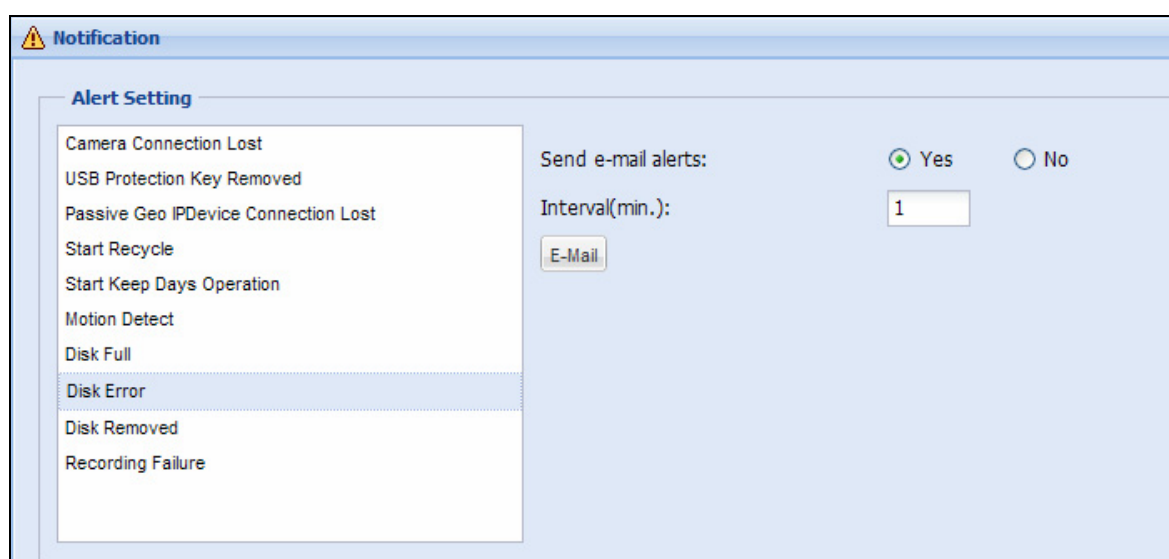 Notification
Alert Setting
Camera Connection Lost
USB Protection Key Removed
Passive Geo IPDevice Connection Lost
Start Recycle
Start Keep Days Operation
Motion Detect
Disk Full
Disk Error
Disk Removed
Recording Failure
Send e-mail alerts: Yes No
Interval(min.): 1
E-Mail